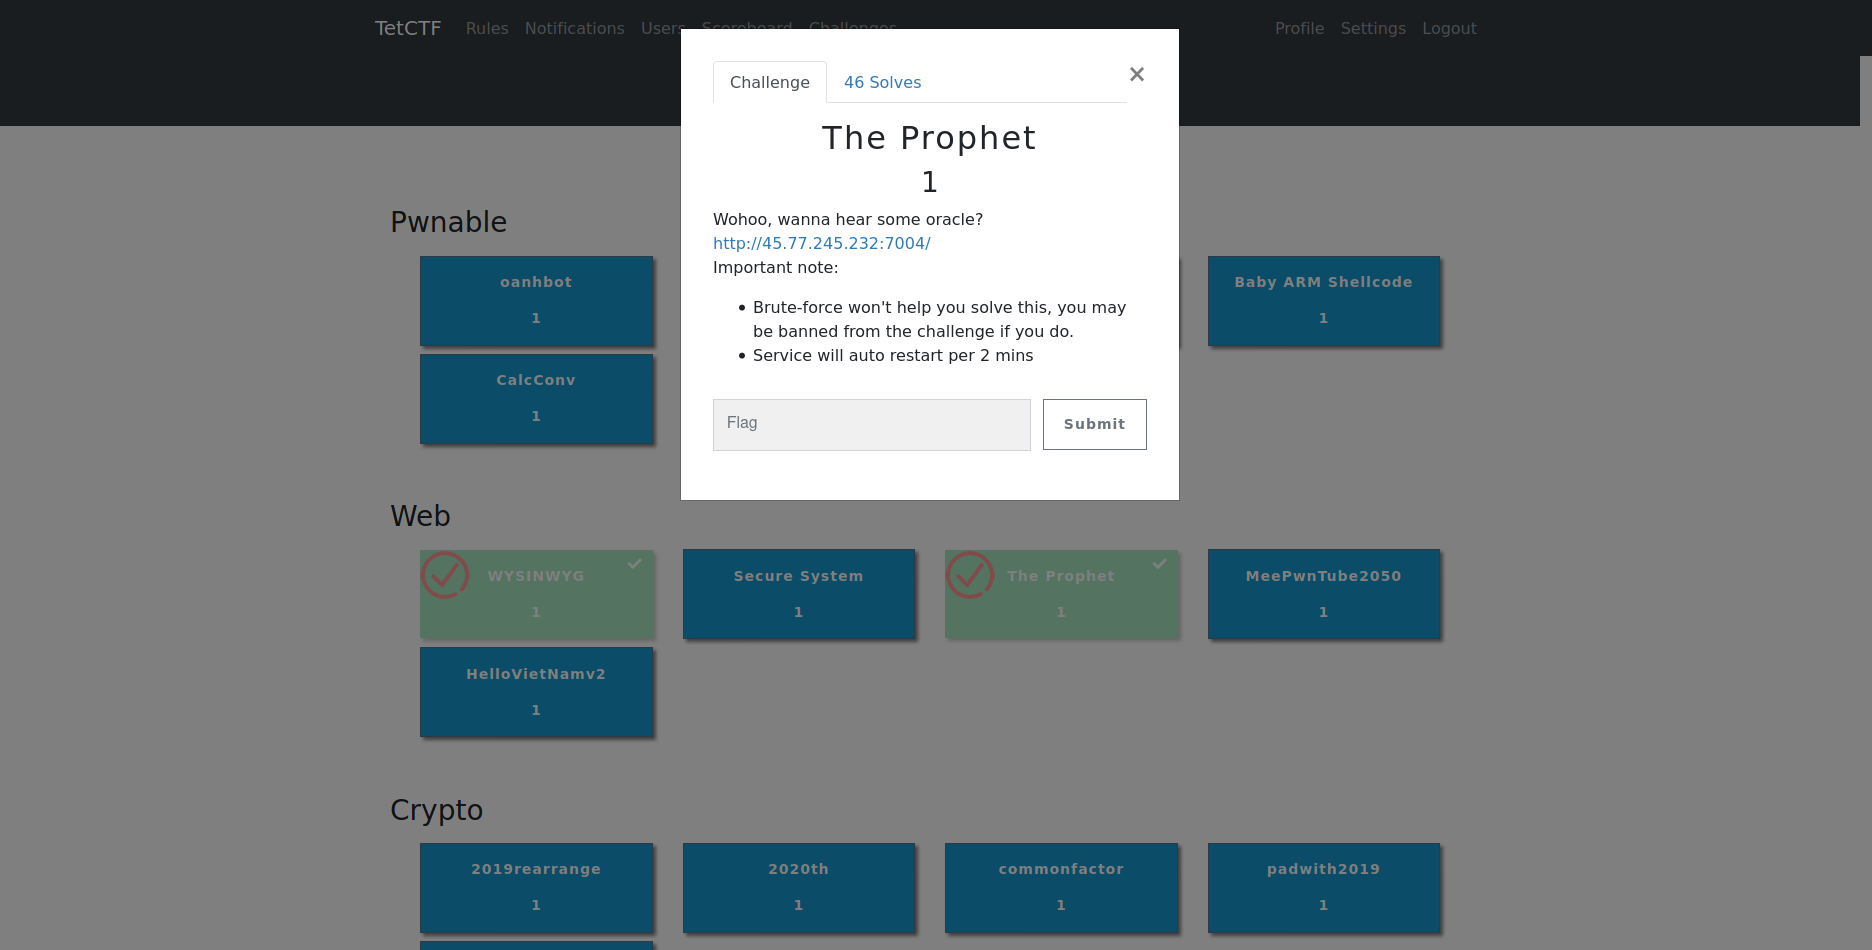 TetCTF Rules Notifications Users Scoreboard Challenges Profile Settings Logout
Challenge 46 Solves ×
The Prophet
1
Wohoo, wanna hear some oracle?
http://45.77.245.232:7004/
Important note:
• Brute-force won't help you solve this, you may
be banned from the challenge if you do.
• Service will auto restart per 2 mins
Flag Submit
Pwnable
oanhbot
1
Baby ARM Shellcode
1
CalcConv
1
Web
WYSINWYG
1
Secure System
1
The Prophet
1
MeePwnTube2050
1
HelloVietNamv2
1
Crypto
2019rearrange
1
2020th
1
commonfactor
1
padwith2019
1